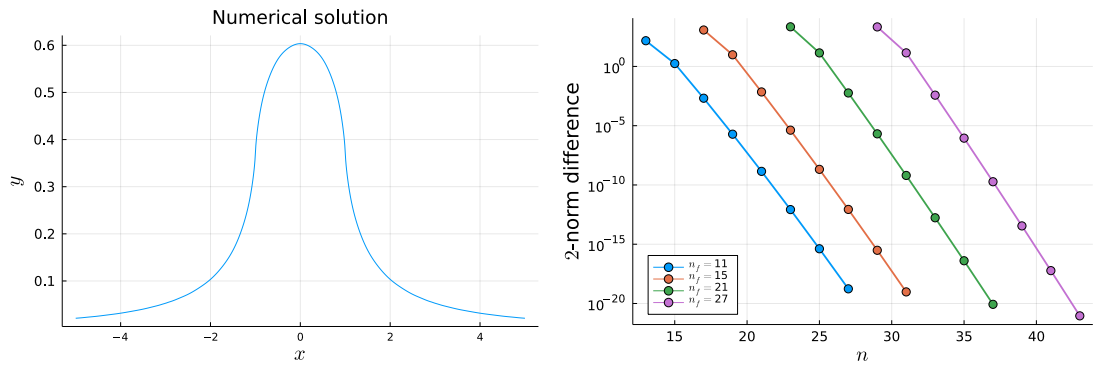 Numerical solution
0.6
0.5
0.4
0.3
0.2
0.1
y
−4
−2
0
2
4
x
10⁰
10⁻⁵
10⁻¹⁰
10⁻¹⁵
10⁻²⁰
2-norm difference
n_f = 11
n_f = 15
n_f = 21
n_f = 27
15
20
25
30
35
40
n